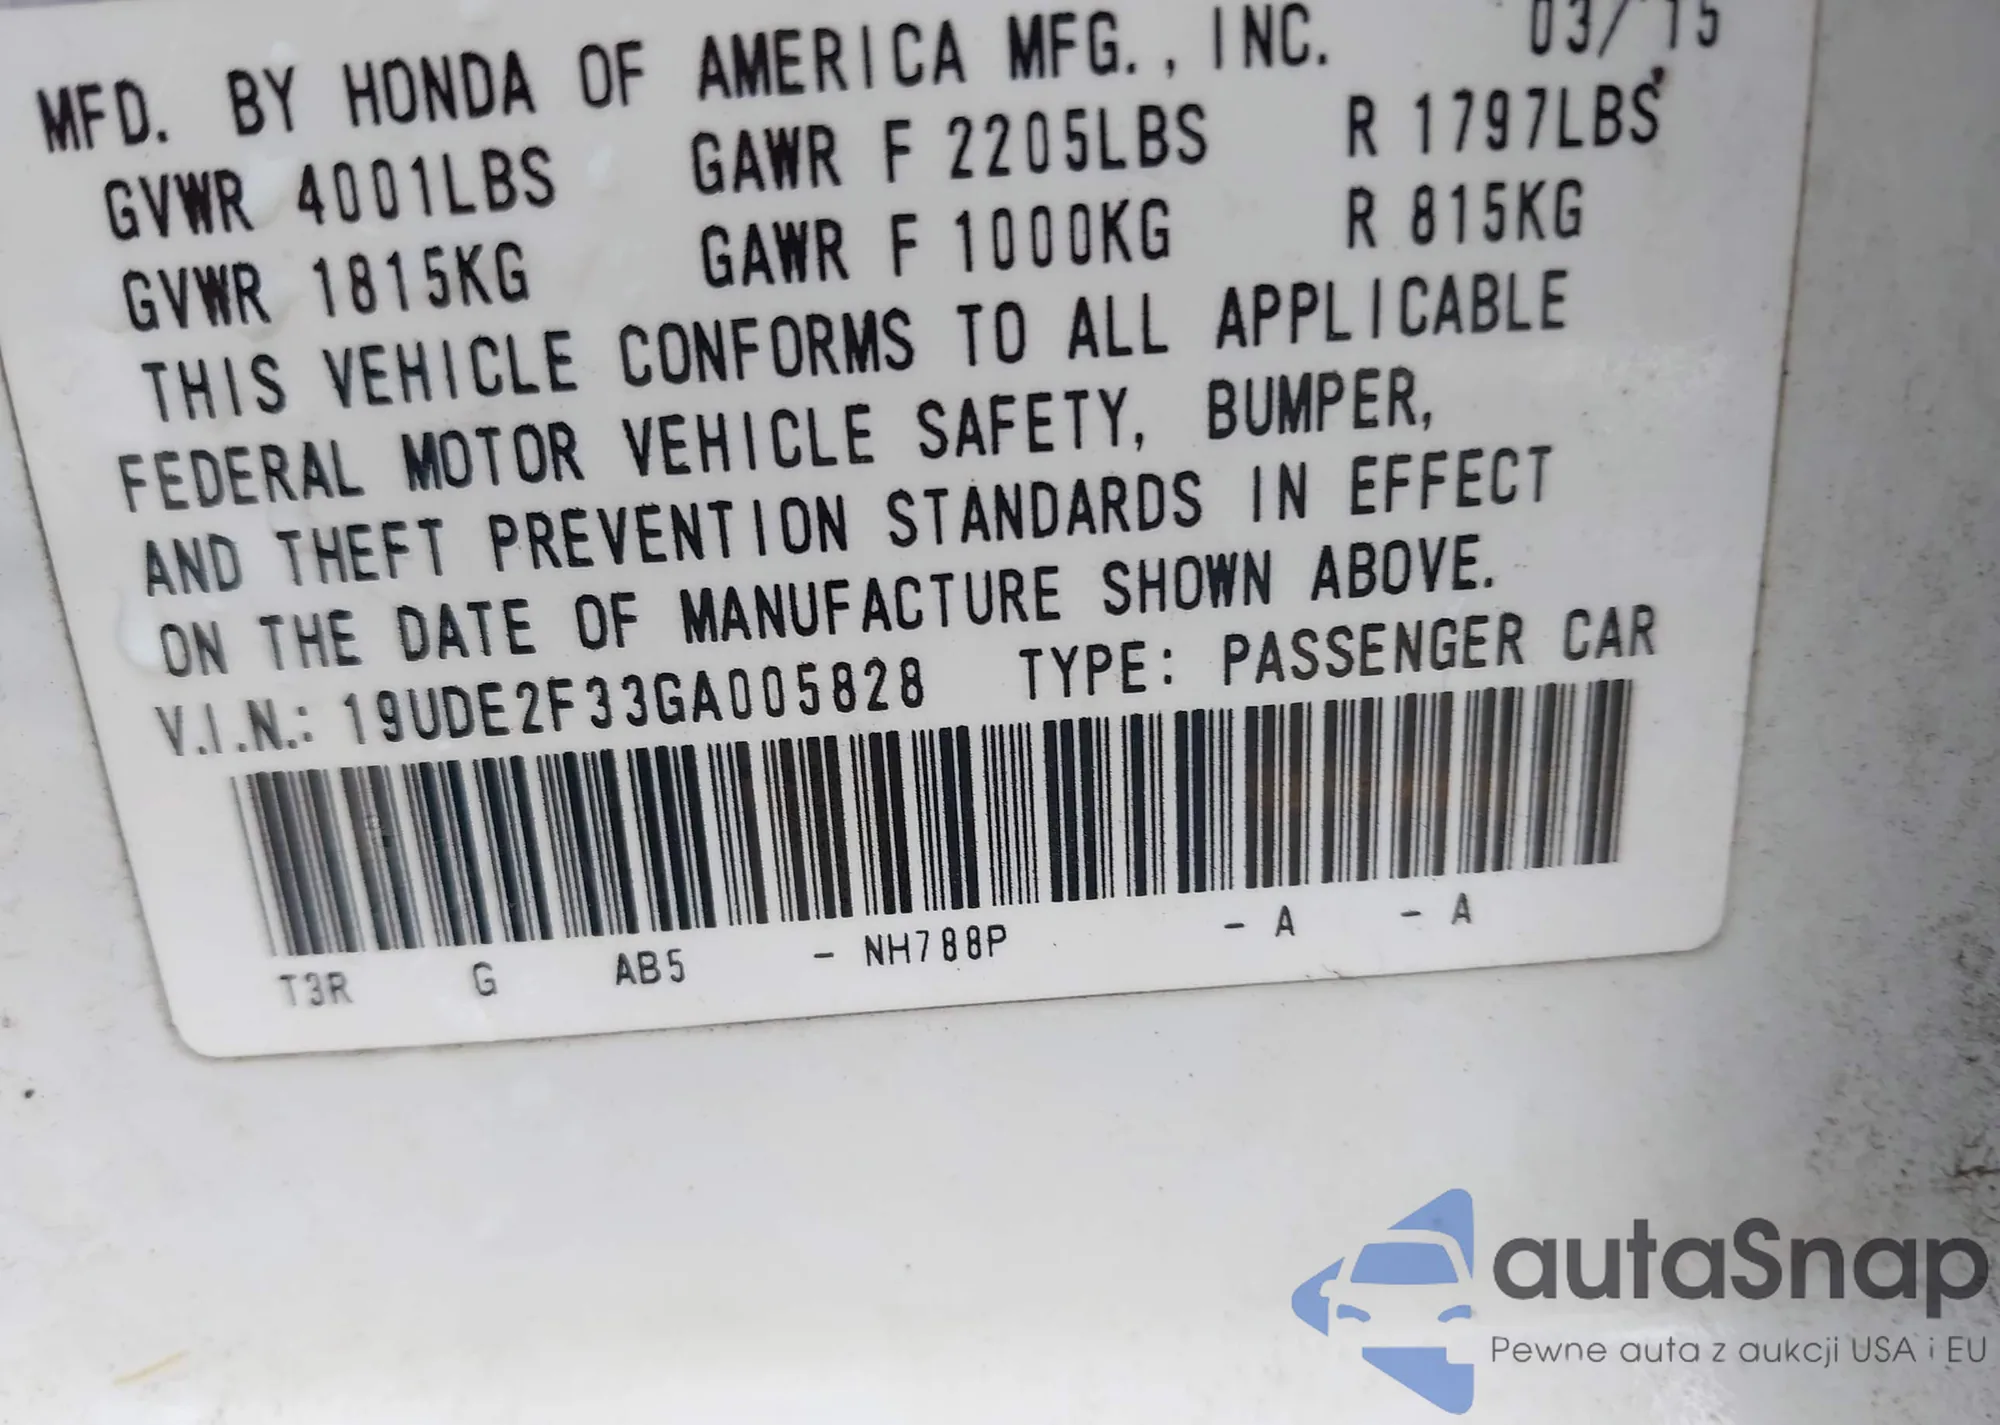 MFD. BY HONDA OF AMERICA MFG., INC. 03/15
GVWR 4001LBS GAWR F 2205LBS R 1797LBS
GVWR 1815KG GAWR F 1000KG R 815KG
THIS VEHICLE CONFORMS TO ALL APPLICABLE
FEDERAL MOTOR VEHICLE SAFETY, BUMPER,
AND THEFT PREVENTION STANDARDS IN EFFECT
ON THE DATE OF MANUFACTURE SHOWN ABOVE.
V.I.N.: 19UDE2F33GA005828 TYPE: PASSENGER CAR
T3R G AB5 - NH788P - A - A
autaSnap
Pewne auta z aukcji USA i EU